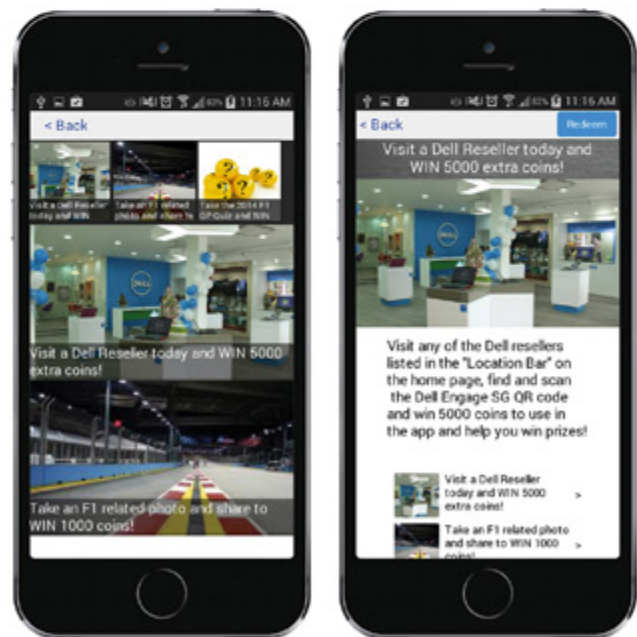 82% 11:16 AM
< Back
Visit a Dell Reseller
today and WIN
Take an F1 related
photo and share to
Take the 2014 F1
GP Quiz and WIN
DELL
Visit a Dell Reseller today and WIN 5000
extra coins!
Take an F1 related photo and share to
WIN 1000 coins!
82% 11:16 AM
< Back
Redeem
Visit a Dell Reseller today and
WIN 5000 extra coins!
DELL
Visit any of the Dell resellers
listed in the "Location Bar" on
the home page, find and scan
the Dell Engage SG QR code
and win 5000 coins to use in
the app and help you win prizes!
Visit a Dell Reseller
today and WIN 5000
extra coins!
>
Take an F1 related photo
and share to WIN 1000
coins!
>